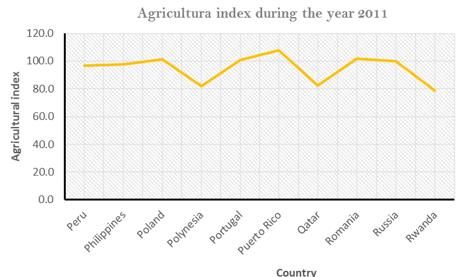 Agricultura index during the year 2011
120.0
100.0
80.0
60.0
40.0
20.0
0.0
Agricultural Index
Peru
Philippines
Poland
Polynesia
Portugal
Puerto Rico
Qatar
Romania
Russia
Rwanda
Country